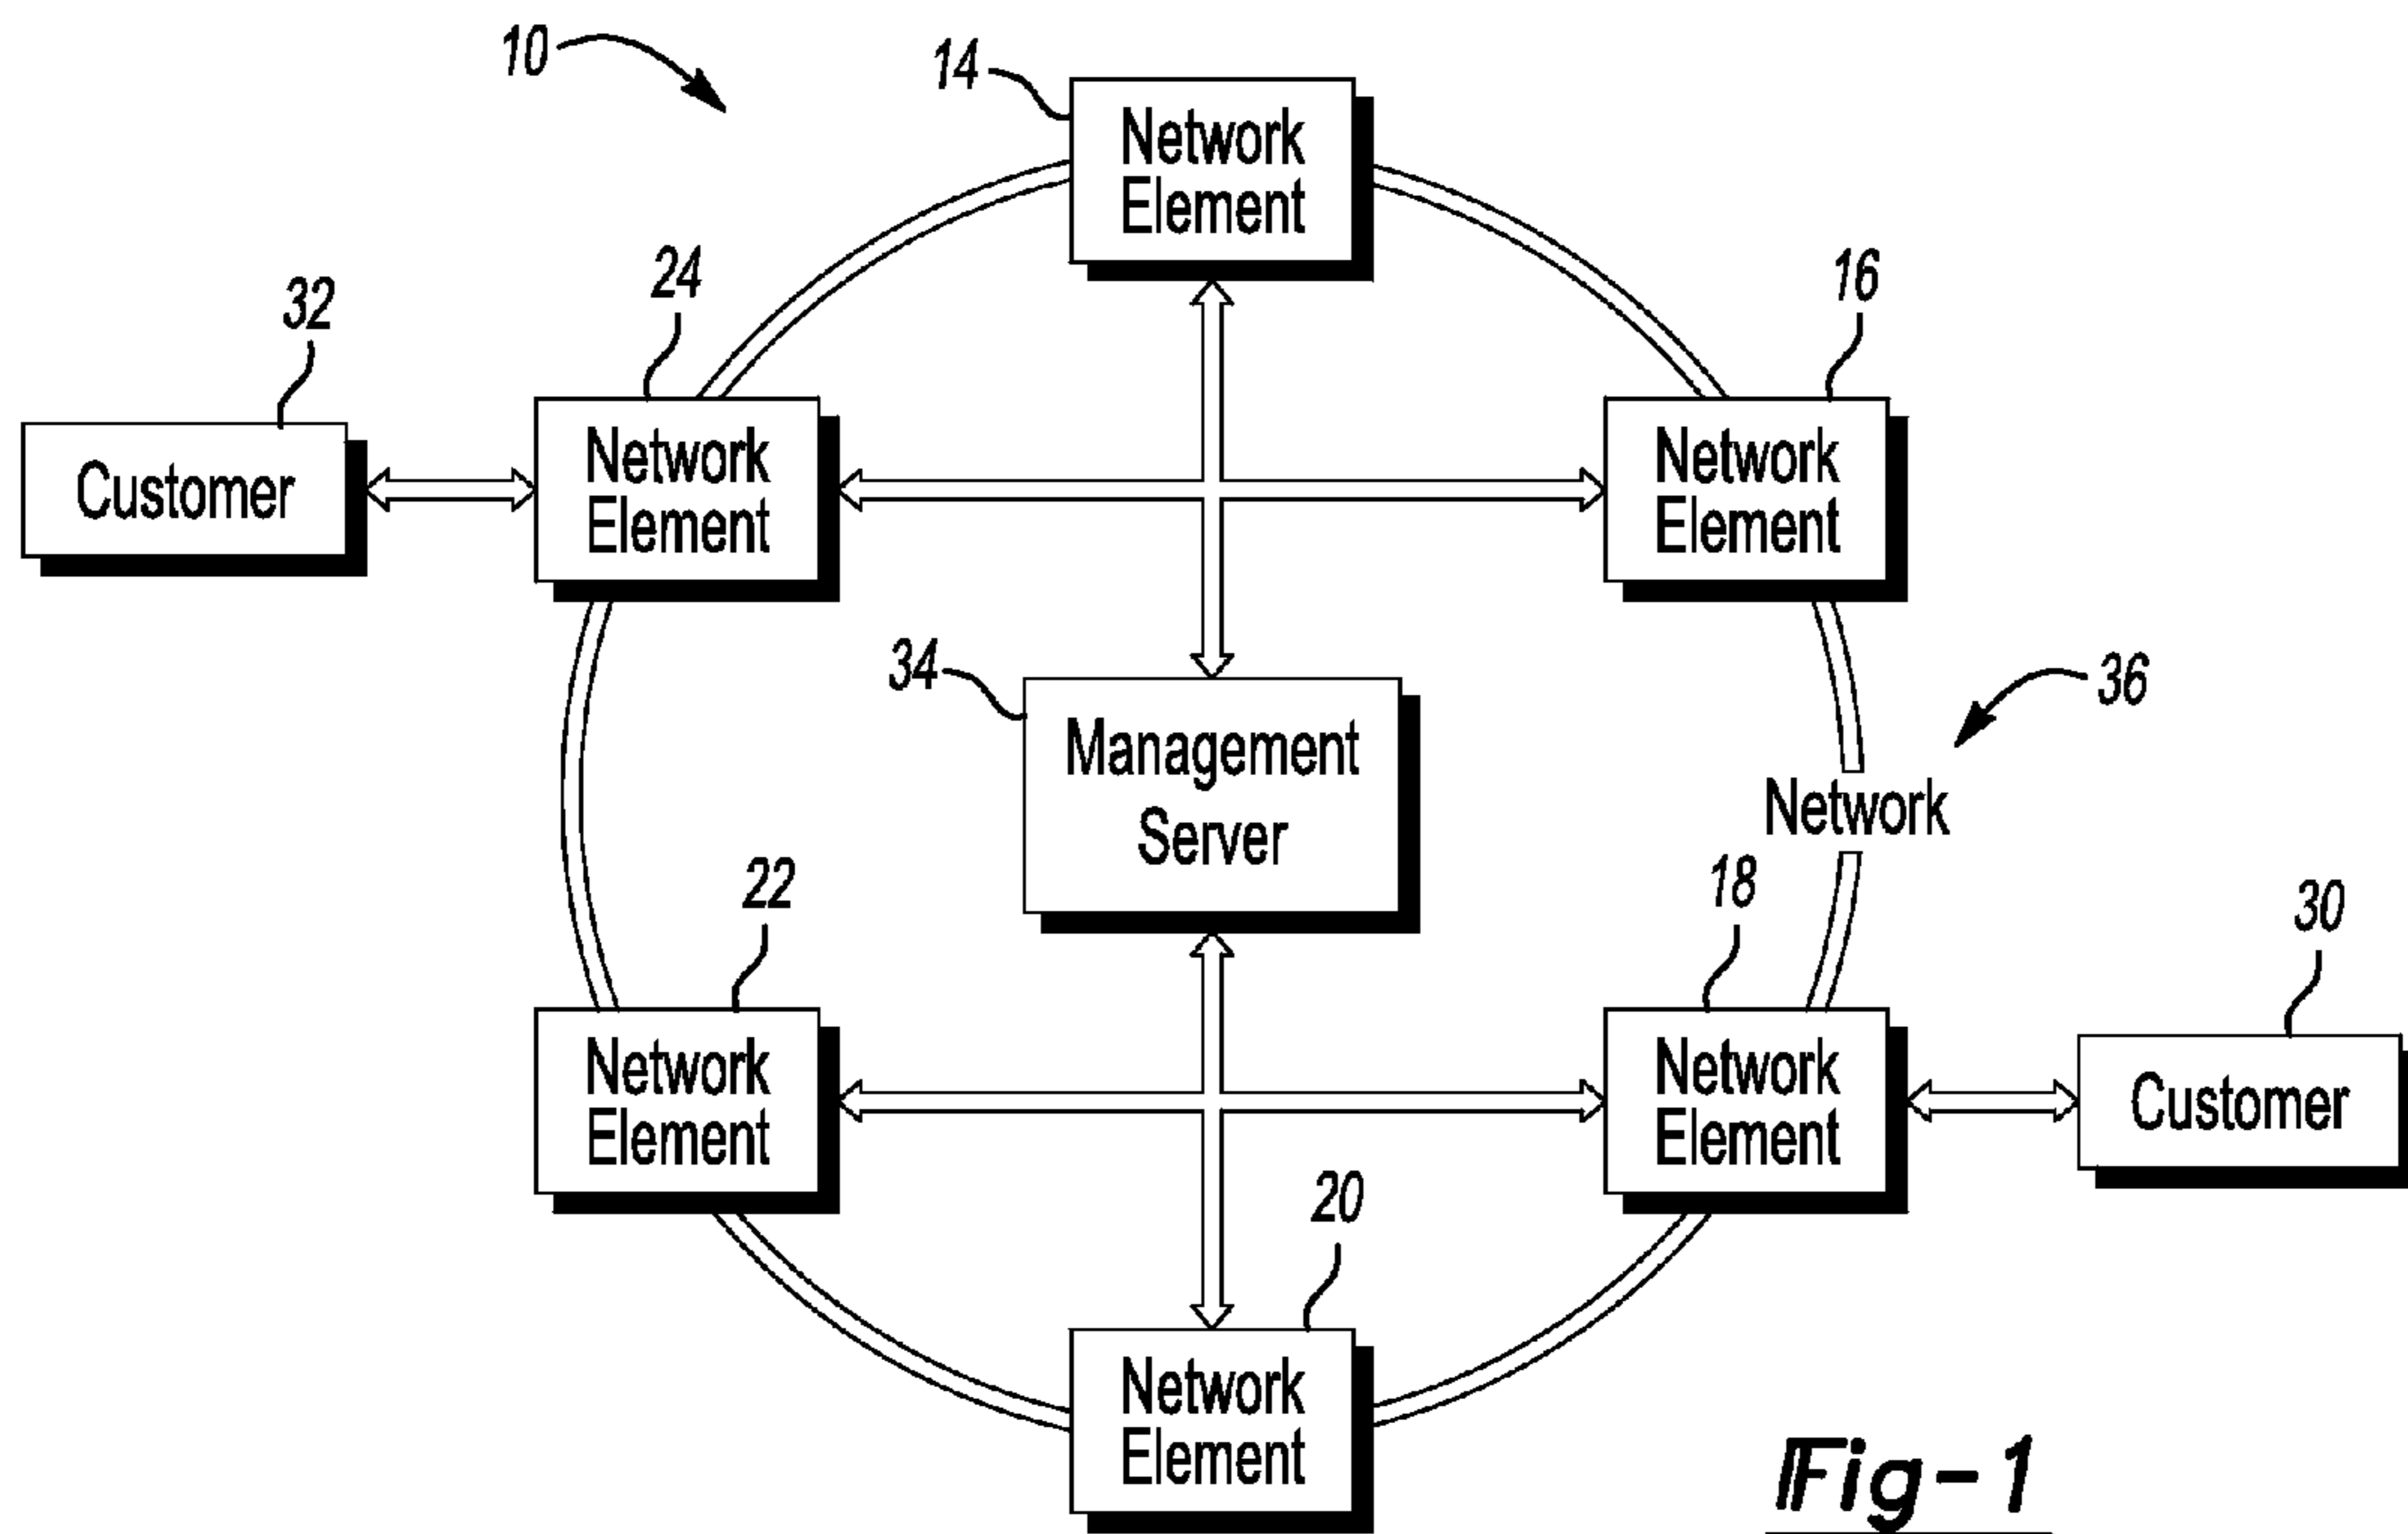 10
14
Network
Element
24
16
32
Network
Element
Network
Element
Customer
34
36
Management
Server
Network
22
18
30
Network
Element
Network
Element
Customer
20
Network
Element
Fig-1